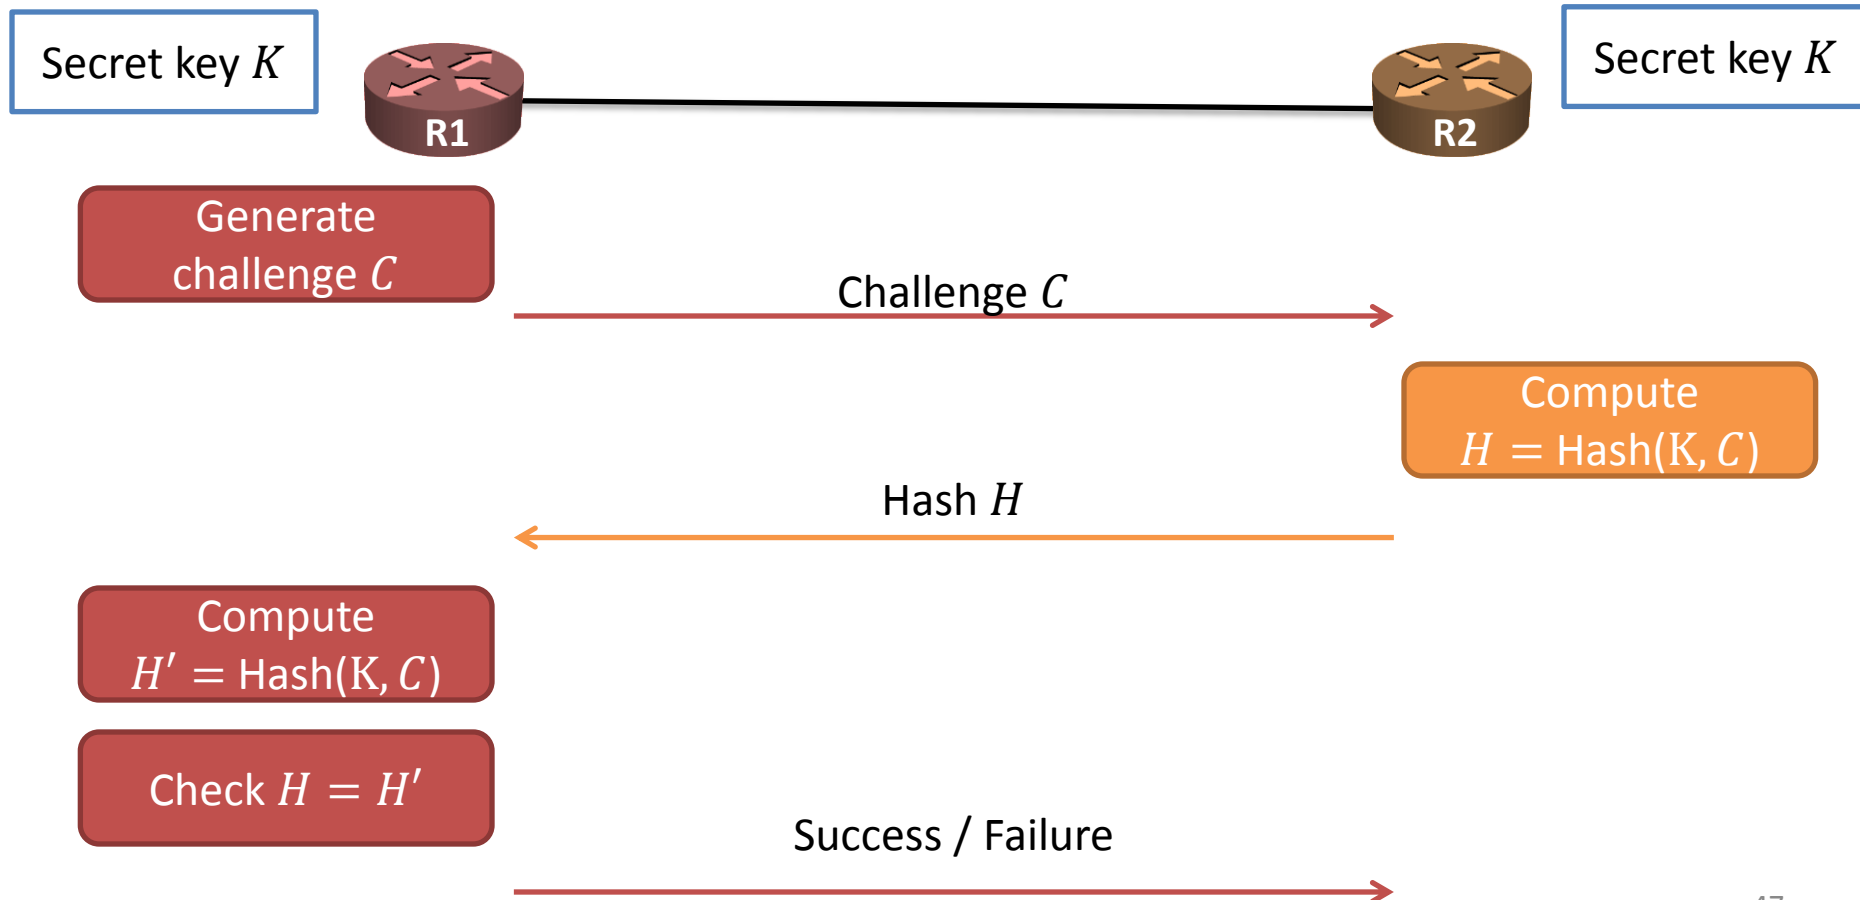 Secret key K
Secret key K
R1
R2
Generate
challenge C
Challenge C
Compute
H = Hash(K, C)
Hash H
Compute
H′ = Hash(K, C)
Check H = H′
Success / Failure